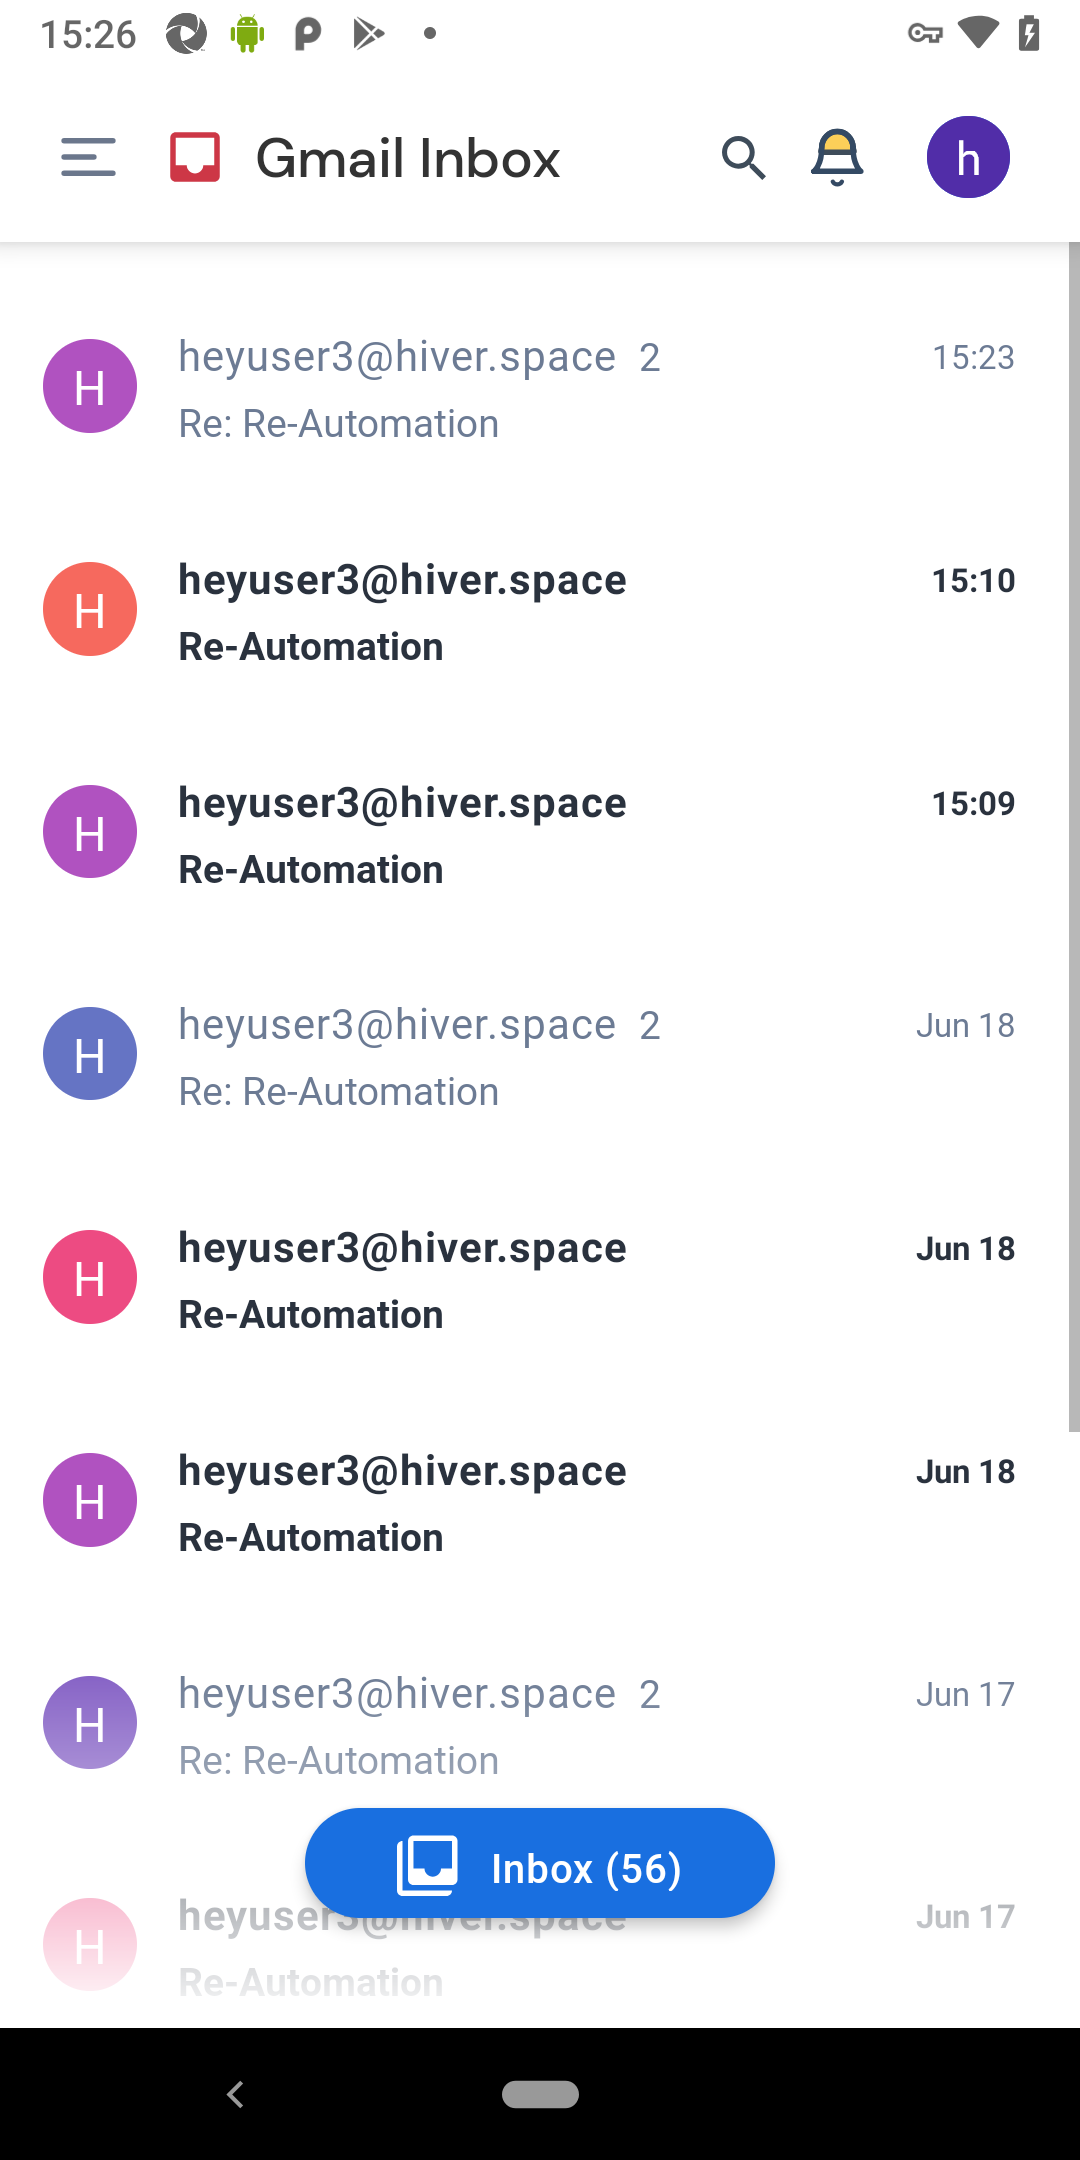 15:26
Gmail Inbox
h
H
heyuser3@hiver.space 2
15:23
Re: Re-Automation
H
heyuser3@hiver.space
15:10
Re-Automation
H
heyuser3@hiver.space
15:09
Re-Automation
H
heyuser3@hiver.space 2
Jun 18
Re: Re-Automation
H
heyuser3@hiver.space
Jun 18
Re-Automation
H
heyuser3@hiver.space
Jun 18
Re-Automation
H
heyuser3@hiver.space 2
Jun 17
Re: Re-Automation
Inbox (56)
H
heyuser3@hiver.space
Jun 17
Re-Automation